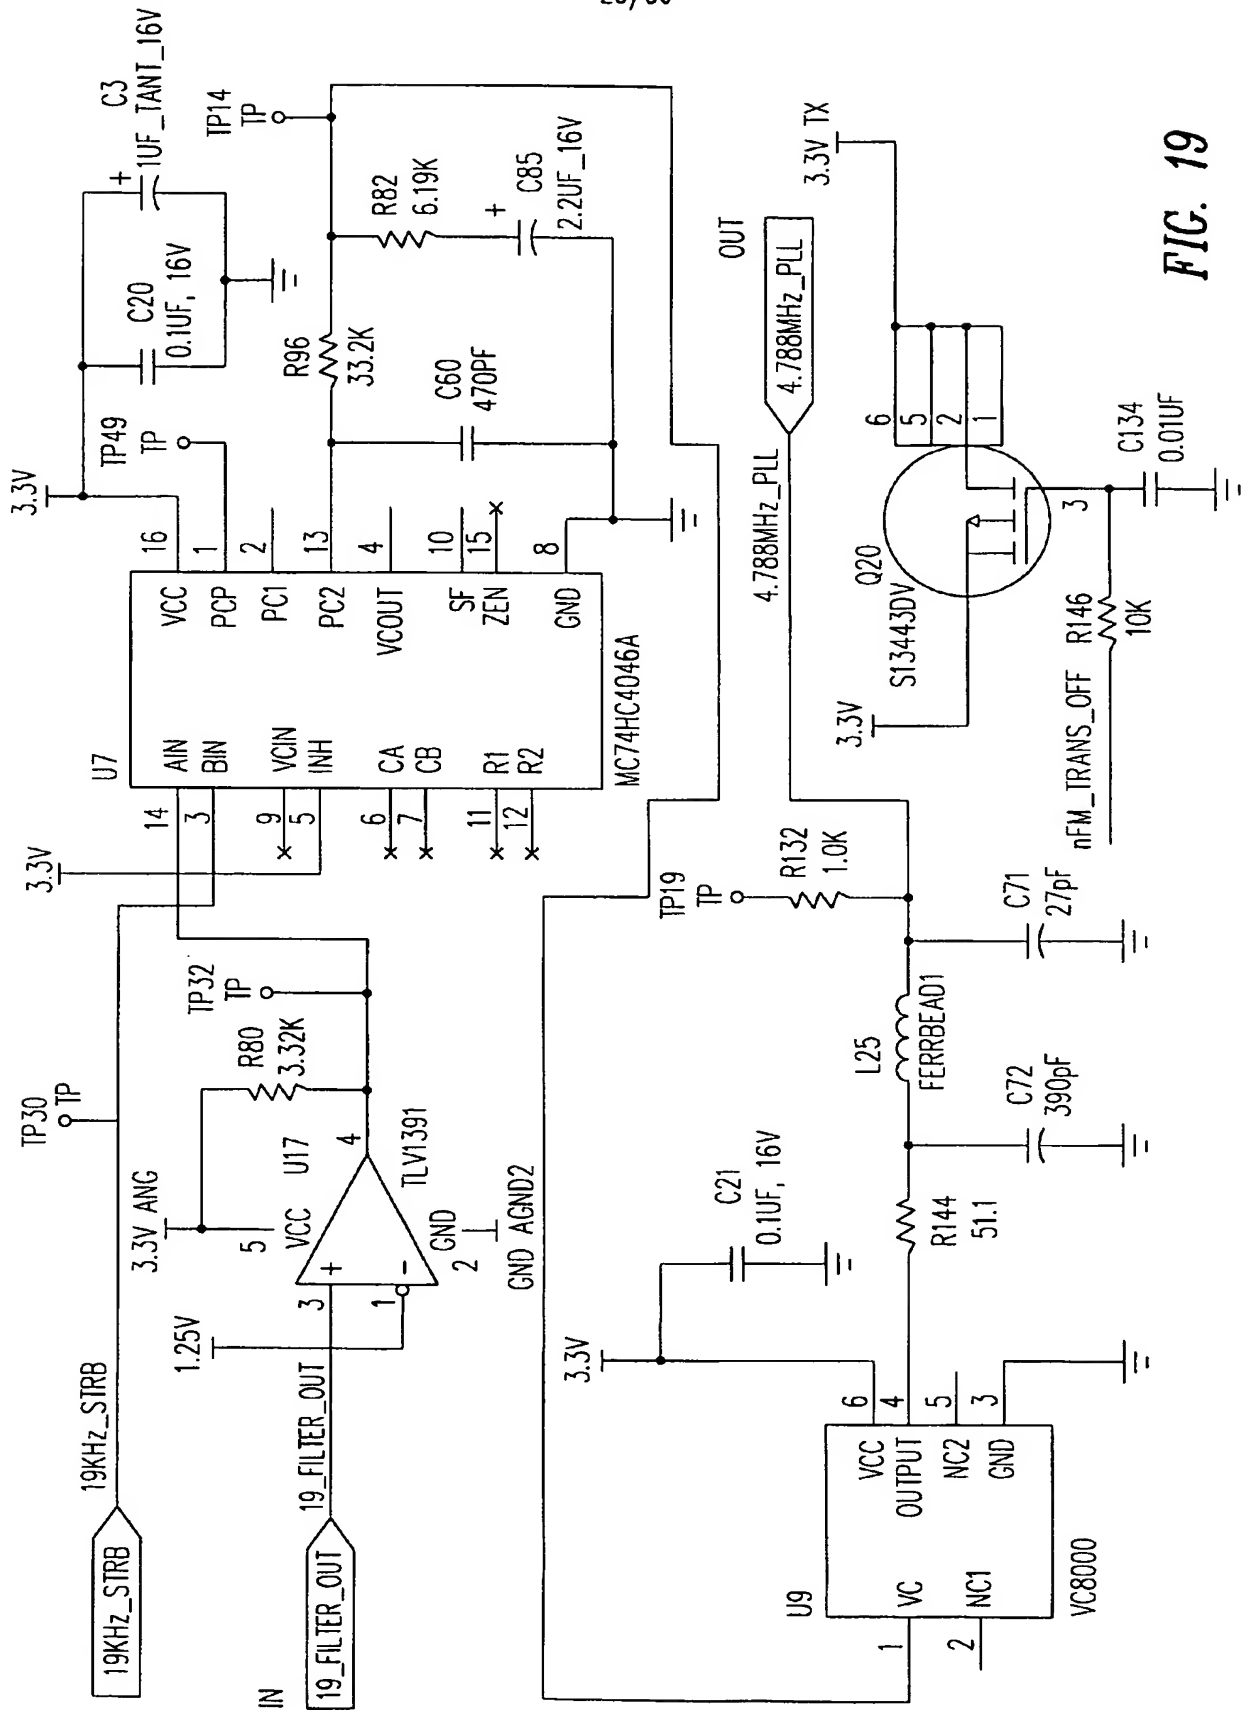 19KHz_STRB
19KHz_STRB
TP30
TP
IN
19_FILTER_OUT
19_FILTER_OUT
1.25V
3.3V ANG
5
VCC
3
+
1
-
U17
4
TLV1391
2
GND
GND AGND2
R80
3.32K
TP32
TP
3.3V
U7
14
AIN
3
BIN
9
VCIN
5
INH
6
CA
7
CB
11
R1
12
R2
VCC
16
PCP
1
PC1
2
PC2
13
VCOUT
4
SF
10
ZEN
15
GND
8
MC74HC4046A
3.3V
TP49
TP
C20
0.1UF, 16V
C3
+
1UF_TANT_16V
TP14
TP
R96
33.2K
C60
470PF
R82
6.19K
+
C85
2.2UF_16V
U9
1
VC
2
NC1
VCC
6
OUTPUT
4
NC2
5
GND
3
VC8000
3.3V
C21
0.1UF, 16V
R144
51.1
C72
390pF
L25
FERRBEAD1
C71
27pF
TP19
TP
R132
1.0K
4.788MHz_PLL
4.788MHz_PLL
OUT
3.3V
Q20
S13443DV
6
5
2
1
3
3.3V TX
nFM_TRANS_OFF
R146
10K
C134
0.01UF
FIG. 19